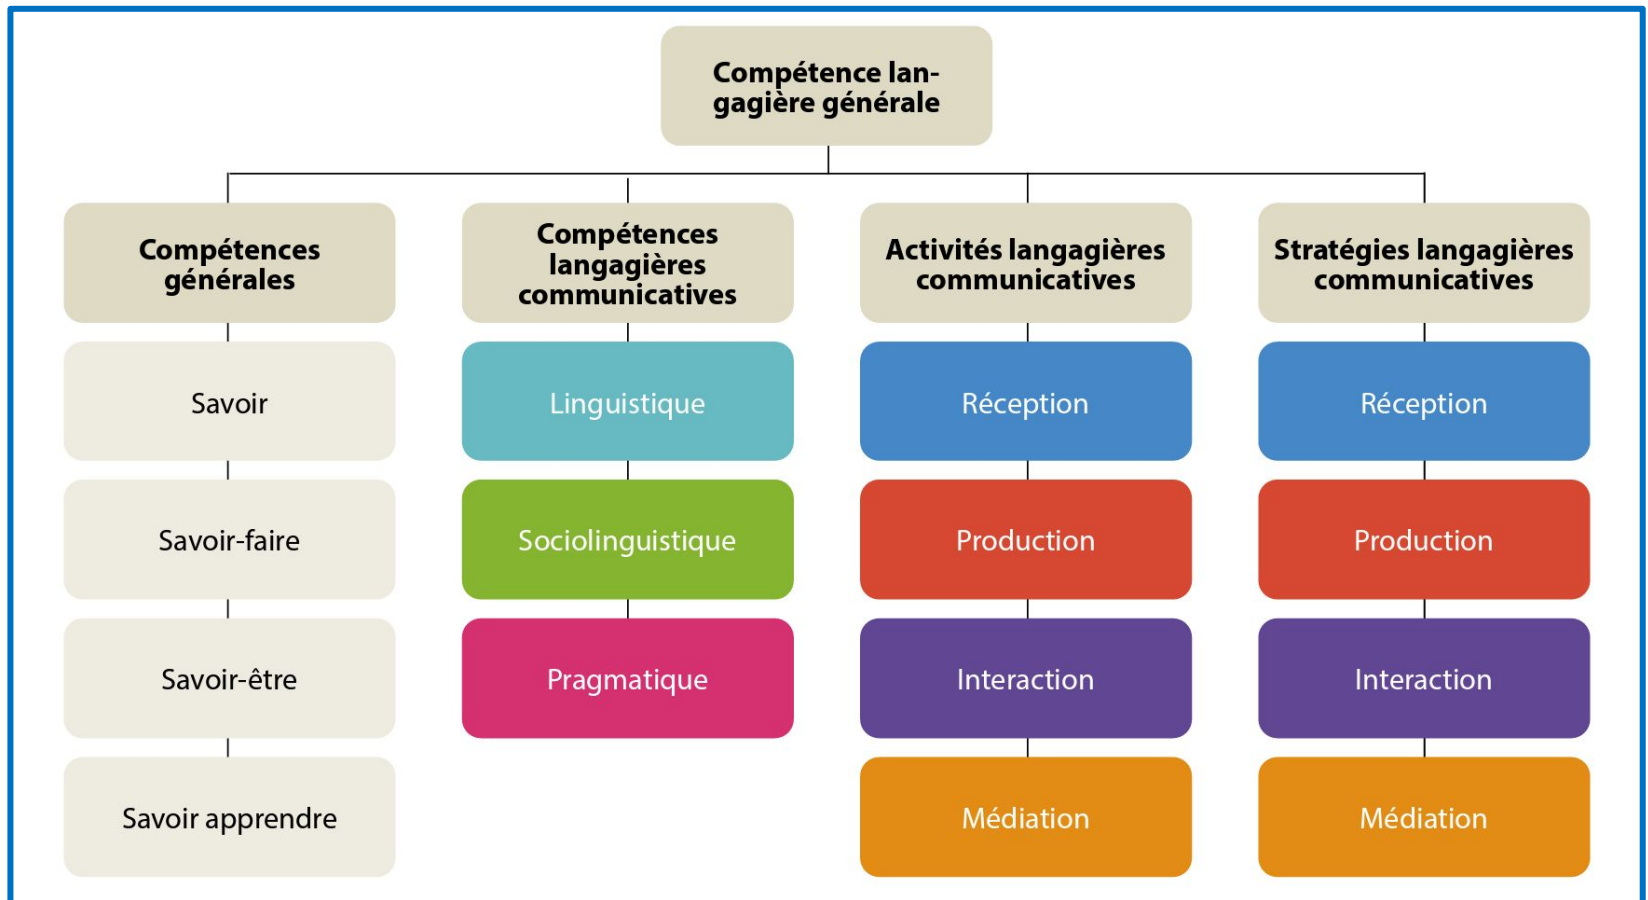 Compétence lan-
gagière générale
Compétences
générales
Compétences
langagières
communicatives
Activités langagières
communicatives
Stratégies langagières
communicatives
Savoir
Linguistique
Réception
Réception
Savoir-faire
Sociolinguistique
Production
Production
Savoir-être
Pragmatique
Interaction
Interaction
Savoir apprendre
Médiation
Médiation